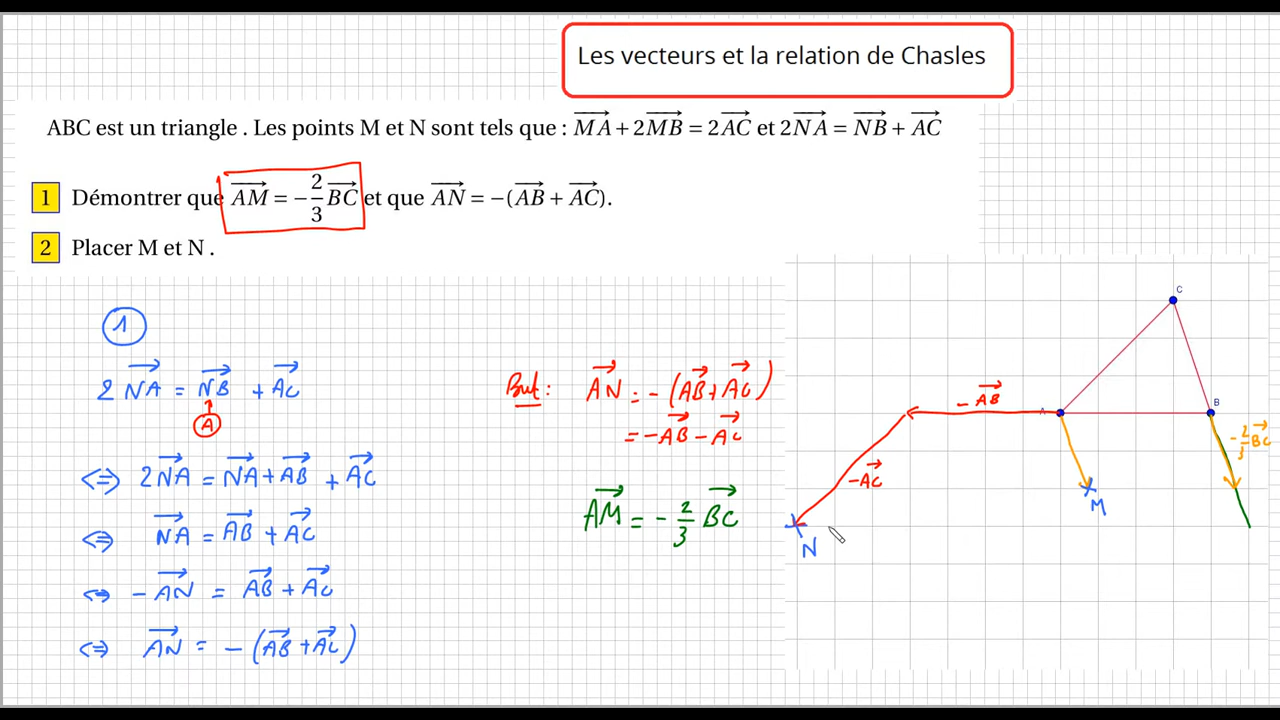 Les vecteurs et la relation de Chasles
ABC est un triangle . Les points M et N sont tels que : $\overrightarrow{MA} + 2\overrightarrow{MB} = 2\overrightarrow{AC}$ et $2\overrightarrow{NA} = \overrightarrow{NB} + \overrightarrow{AC}$
1 Démontrer que $\overrightarrow{AM} = -\frac{2}{3}\overrightarrow{BC}$ et que $\overrightarrow{AN} = -(\overrightarrow{AB} + \overrightarrow{AC})$.
2 Placer M et N .
1
$2\overrightarrow{NA} = \overrightarrow{NB} + \overrightarrow{AC}$
A
$\Leftrightarrow 2\overrightarrow{NA} = \overrightarrow{NA} + \overrightarrow{AB} + \overrightarrow{AC}$
$\Leftrightarrow \overrightarrow{NA} = \overrightarrow{AB} + \overrightarrow{AC}$
$\Leftrightarrow -\overrightarrow{AN} = \overrightarrow{AB} + \overrightarrow{AC}$
$\Leftrightarrow \overrightarrow{AN} = -(\overrightarrow{AB} + \overrightarrow{AC})$
But : $\overrightarrow{AN} = -(\overrightarrow{AB} + \overrightarrow{AC})$
$= -\overrightarrow{AB} - \overrightarrow{AC}$
$\overrightarrow{AM} = -\frac{2}{3}\overrightarrow{BC}$
C
$-\overrightarrow{AB}$
A
B
$-\frac{2}{3}\overrightarrow{BC}$
$-\overrightarrow{AC}$
M
N